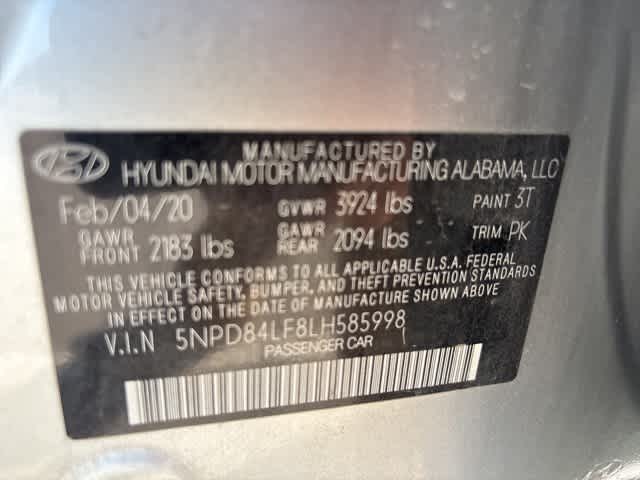 MANUFACTURED BY
HYUNDAI MOTOR MANUFACTURING ALABAMA, LLC
Feb/04/20 GVWR 3924 lbs PAINT 3T
GAWR FRONT 2183 lbs GAWR REAR 2094 lbs TRIM PK
THIS VEHICLE CONFORMS TO ALL APPLICABLE U.S.A. FEDERAL
MOTOR VEHICLE SAFETY, BUMPER, AND THEFT PREVENTION STANDARDS
IN EFFECT ON THE DATE OF MANUFACTURE SHOWN ABOVE
V.I.N 5NPD84LF8LH585998
PASSENGER CAR